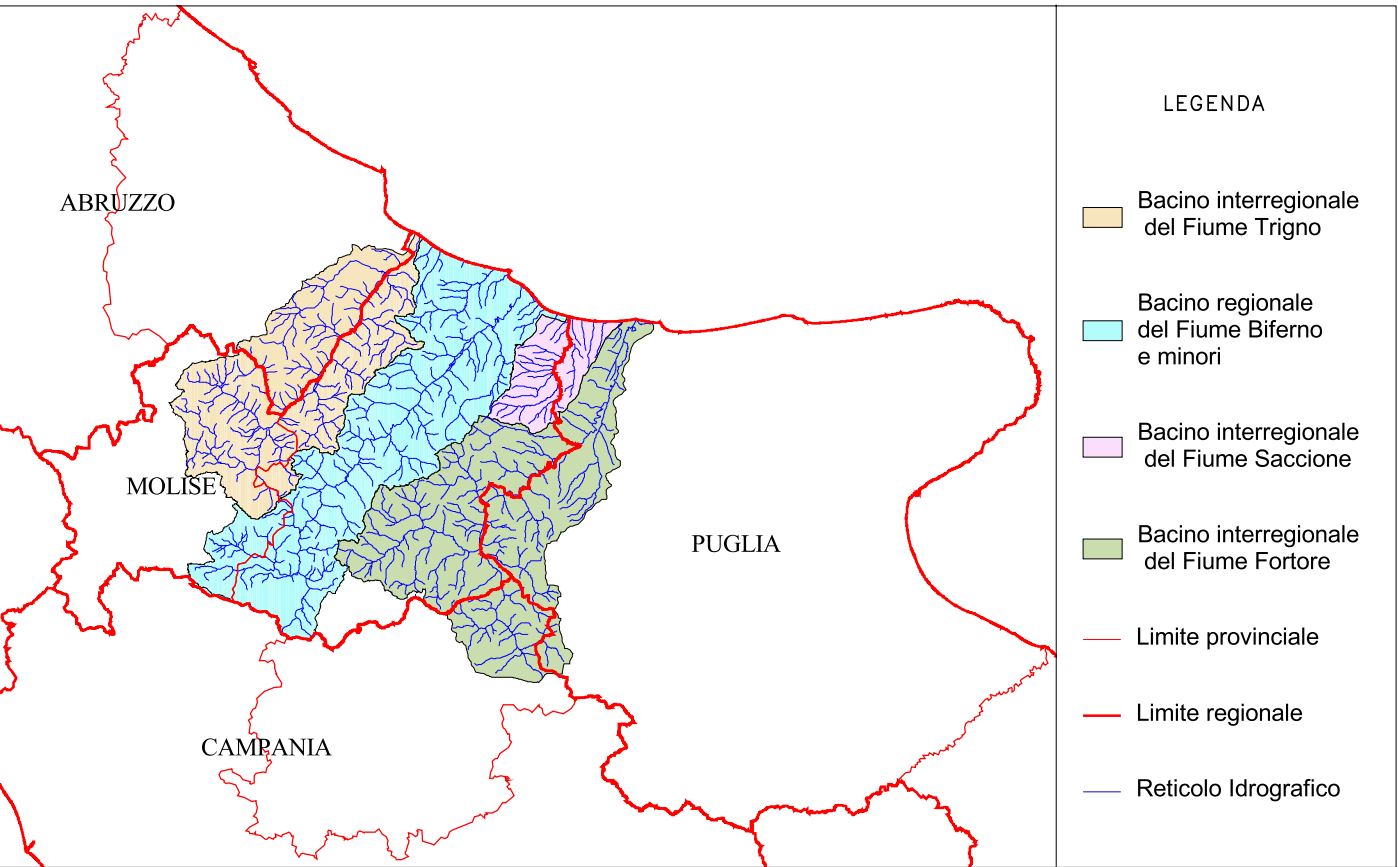 ABRUZZO
MOLISE
PUGLIA
CAMPANIA
LEGENDA
Bacino interregionale
del Fiume Trigno
Bacino regionale
del Fiume Biferno
e minori
Bacino interregionale
del Fiume Saccione
Bacino interregionale
del Fiume Fortore
Limite provinciale
Limite regionale
Reticolo Idrografico